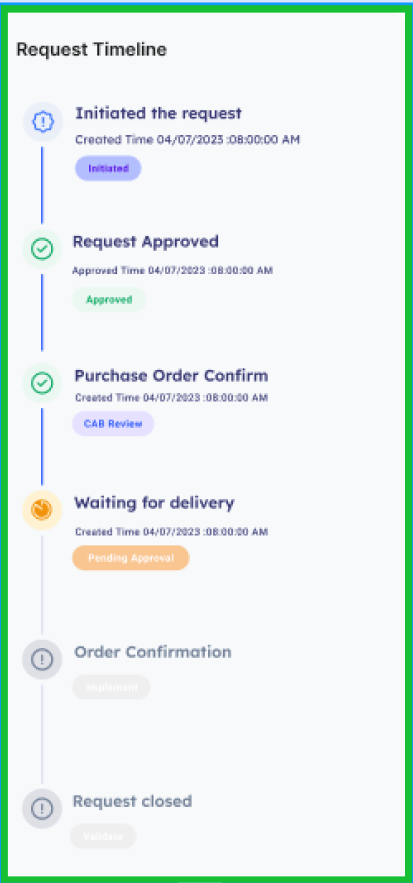 Request Timeline
Initiated the request
Created Time 04/07/2023 :08:00:00 AM
Initiated
Request Approved
Approved Time 04/07/2023 :08:00:00 AM
Approved
Purchase Order Confirm
Created Time 04/07/2023 :08:00:00 AM
CAB Review
Waiting for delivery
Created Time 04/07/2023 :08:00:00 AM
Pending Approval
Order Confirmation
Implement
Request closed
Validate